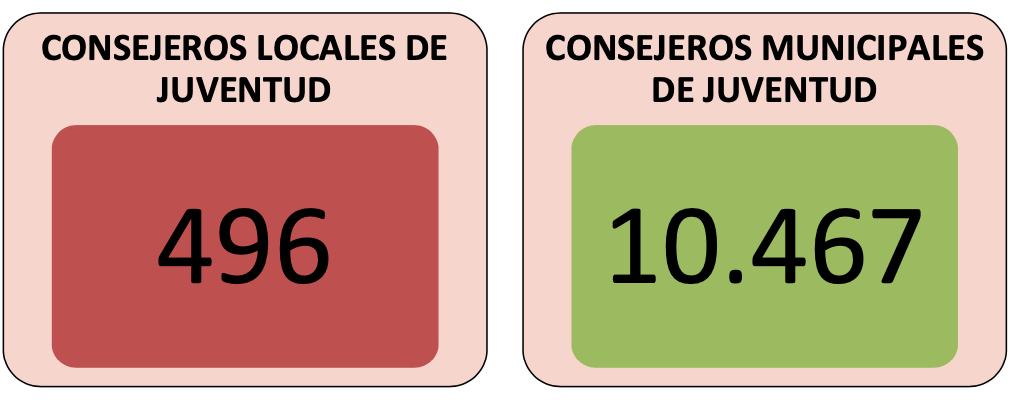 CONSEJEROS LOCALES DE
JUVENTUD
496
CONSEJEROS MUNICIPALES
DE JUVENTUD
10.467